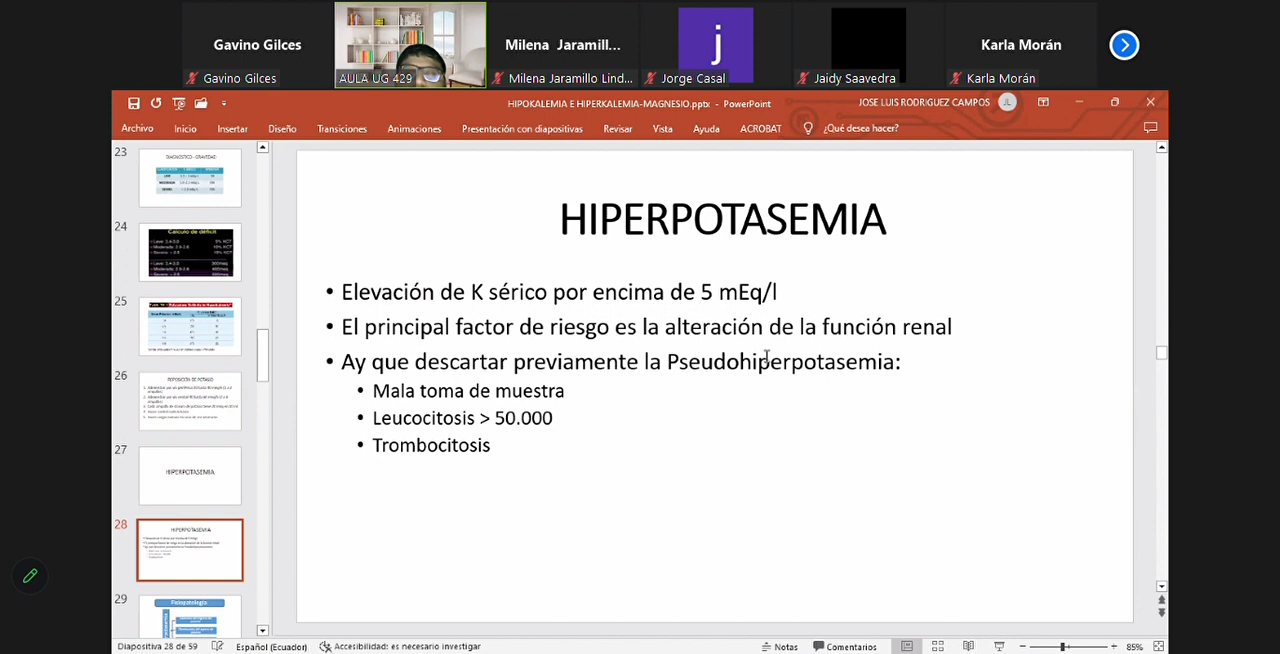 Gavino Gilces
Milena Jaramill...
j
Karla Morán
Gavino Gilces
AULA UG 429
Milena Jaramillo Lind...
Jorge Casal
Jaidy Saavedra
Karla Morán
HIPOKALEMIA E HIPERKALEMIA-MAGNESIO.pptx - PowerPoint
JOSE LUIS RODRIGUEZ CAMPOS
JL
Archivo
Inicio
Insertar
Diseño
Transiciones
Animaciones
Presentación con diapositivas
Revisar
Vista
Ayuda
ACROBAT
¿Qué desea hacer?
23
24
25
26
27
HIPERPOTASEMIA
28
HIPERPOTASEMIA
29
Fisiopatología
HIPERPOTASEMIA
• Elevación de K sérico por encima de 5 mEq/l
• El principal factor de riesgo es la alteración de la función renal
• Ay que descartar previamente la Pseudohiperpotasemia:
• Mala toma de muestra
• Leucocitosis > 50.000
• Trombocitosis
Diapositiva 28 de 59
Español (Ecuador)
Accesibilidad: es necesario investigar
Notas
Comentarios
85%